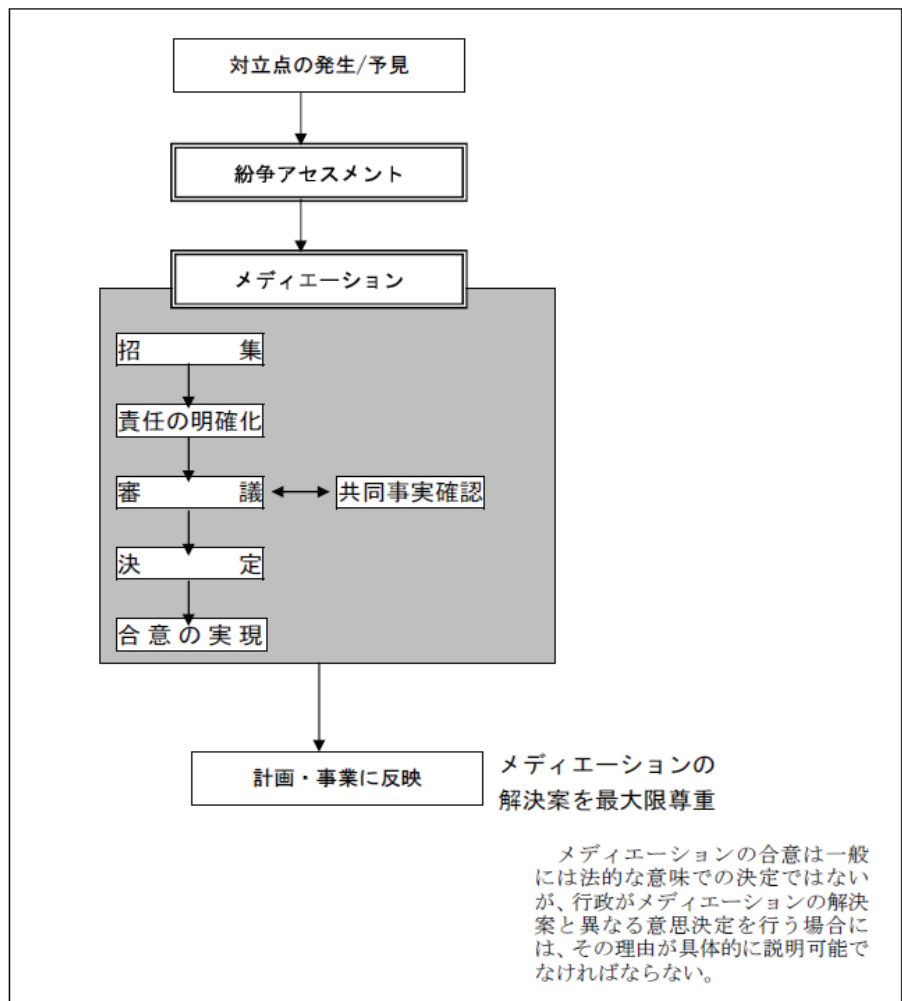 対立点の発生/予見
紛争アセスメント
メディエーション
招集
責任の明確化
審議
共同事実確認
決定
合意の実現
計画・事業に反映
メディエーションの
解決案を最大限尊重
メディエーションの合意は一般
には法的な意味での決定ではない
が、行政がメディエーションの解決
案と異なる意思決定を行う場合に
は、その理由が具体的に説明可能で
なければならない。